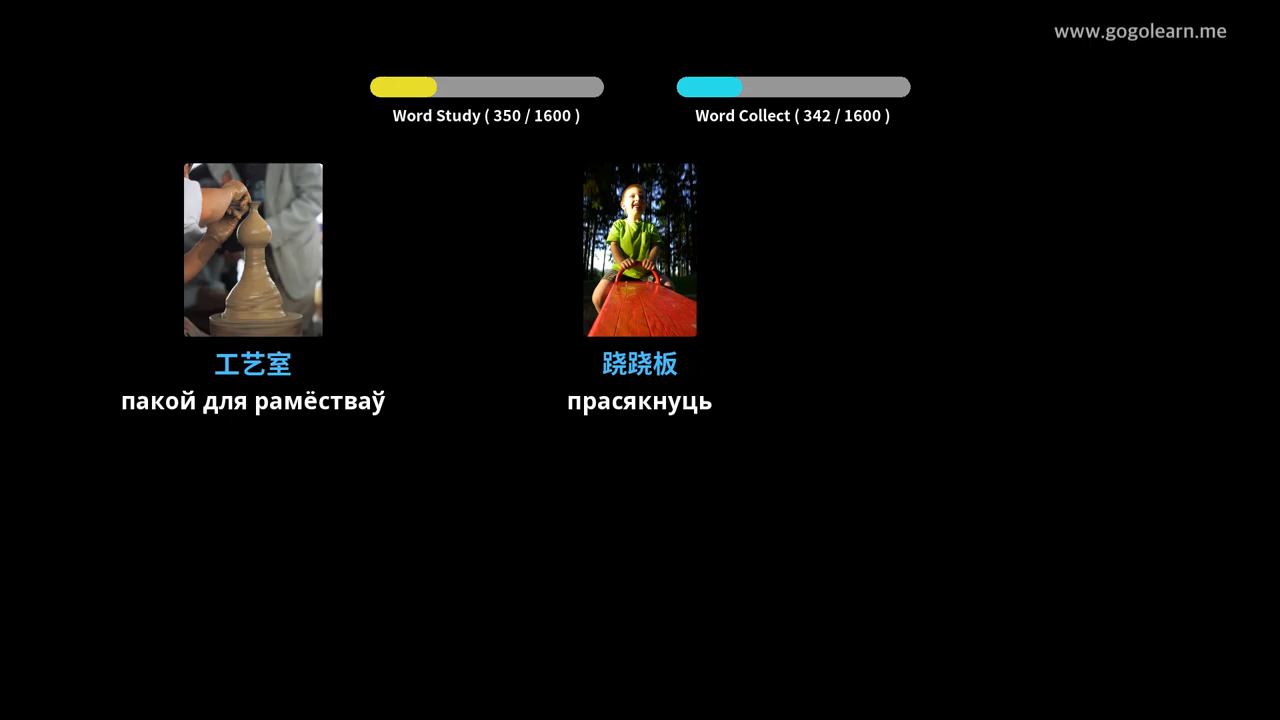 www.gogolearn.me
Word Study ( 350 / 1600 )
Word Collect ( 342 / 1600 )
工艺室
пакой для рамёстваў
跷跷板
прасякнуць